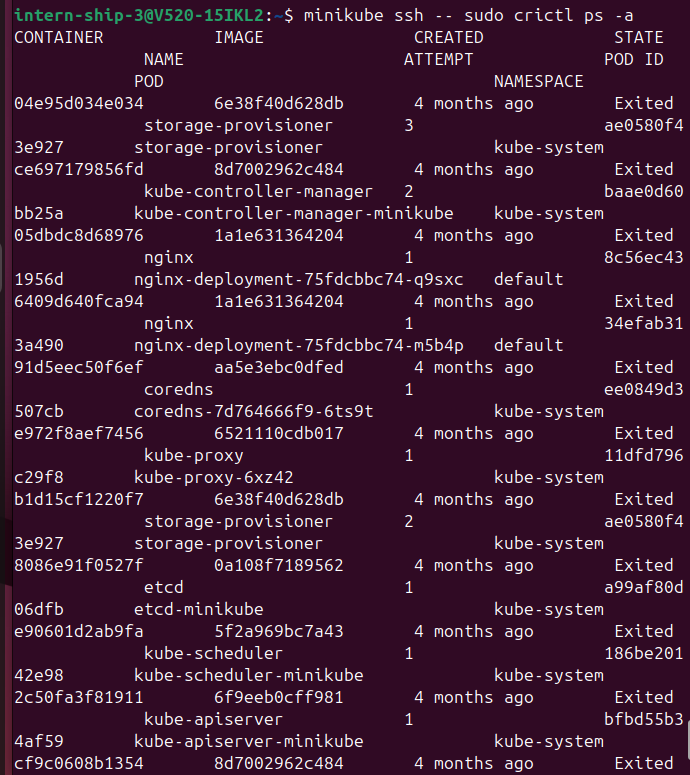 intern-ship-3@V520-15IKL2:~$ minikube ssh -- sudo crictl ps -a
CONTAINER IMAGE CREATED STATE
NAME ATTEMPT POD ID
POD NAMESPACE
04e95d034e034 6e38f40d628db 4 months ago Exited
storage-provisioner 3 ae0580f4
3e927 storage-provisioner kube-system
ce697179856fd 8d7002962c484 4 months ago Exited
kube-controller-manager 2 baae0d60
bb25a kube-controller-manager-minikube kube-system
05dbdc8d68976 1a1e631364204 4 months ago Exited
nginx 1 8c56ec43
1956d nginx-deployment-75fdcbbc74-q9sxc default
6409d640fca94 1a1e631364204 4 months ago Exited
nginx 1 34efab31
3a490 nginx-deployment-75fdcbbc74-m5b4p default
91d5eec50f6ef aa5e3ebc0dfed 4 months ago Exited
coredns 1 ee0849d3
507cb coredns-7d764666f9-6ts9t kube-system
e972f8aef7456 6521110cdb017 4 months ago Exited
kube-proxy 1 11dfd796
c29f8 kube-proxy-6xz42 kube-system
b1d15cf1220f7 6e38f40d628db 4 months ago Exited
storage-provisioner 2 ae0580f4
3e927 storage-provisioner kube-system
8086e91f0527f 0a108f7189562 4 months ago Exited
etcd 1 a99af80d
06dfb etcd-minikube kube-system
e90601d2ab9fa 5f2a969bc7a43 4 months ago Exited
kube-scheduler 1 186be201
42e98 kube-scheduler-minikube kube-system
2c50fa3f81911 6f9eeb0cff981 4 months ago Exited
kube-apiserver 1 bfbd55b3
4af59 kube-apiserver-minikube kube-system
cf9c0608b1354 8d7002962c484 4 months ago Exited